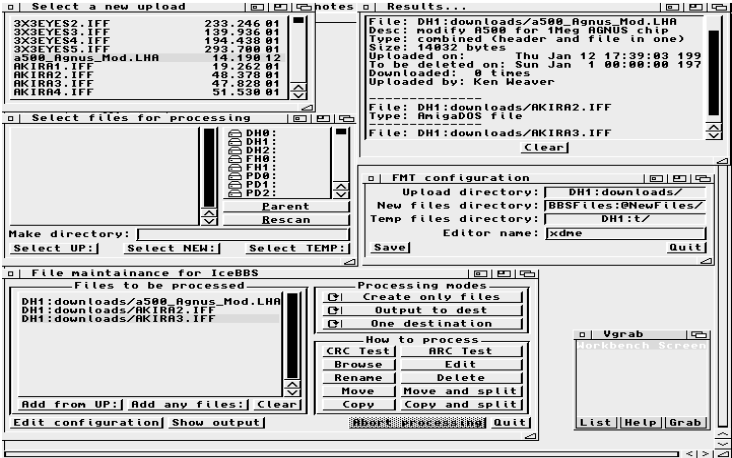 Select a new upload
hotes
3X3EYES2.IFF 233.246 01
3X3EYES3.IFF 139.936 01
3X3EYES4.IFF 194.438 01
3X3EYES5.IFF 293.700 01
a500_Agnus_Mod.LHA 14.190 12
AKIRA1.IFF 19.262 01
AKIRA2.IFF 48.378 01
AKIRA3.IFF 47.828 01
AKIRA4.IFF 51.530 01
Results...
File: DH1:downloads/a500_Agnus_Mod.LHA
Desc: modify A500 for 1Meg AGNUS chip
Type: combined (header and file in one)
Size: 14032 bytes
Uploaded on: Thu Jan 12 17:39:03 199
To be deleted on: Sun Jan 1 00:00:00 197
Downloaded: 0 times
Uploaded by: Ken Weaver
--------------
File: DH1:downloads/AKIRA2.IFF
Type: AmigaDOS file
--------------
File: DH1:downloads/AKIRA3.IFF
Clear
Select files for processing
DH0:
DH1:
DH2:
FH0:
FH1:
PD0:
PD1:
PD2:
Parent
Rescan
Make directory:
Select UP: Select NEW: Select TEMP:
FMT configuration
Upload directory: DH1:downloads/
New files directory: BBSFiles:@NewFiles/
Temp files directory: DH1:t/
Editor name: xdme
Save Quit
File maintainance for IceBBS
Files to be processed
DH1:downloads/a500_Agnus_Mod.LHA
DH1:downloads/AKIRA2.IFF
DH1:downloads/AKIRA3.IFF
Add from UP: Add any files: Clear
Edit configuration Show output
Processing modes
Create only files
Output to dest
One destination
How to process
CRC Test ARC Test
Browse Edit
Rename Delete
Move Move and split
Copy Copy and split
Abort processing Quit
Vgrab
Workbench Screen
List Help Grab